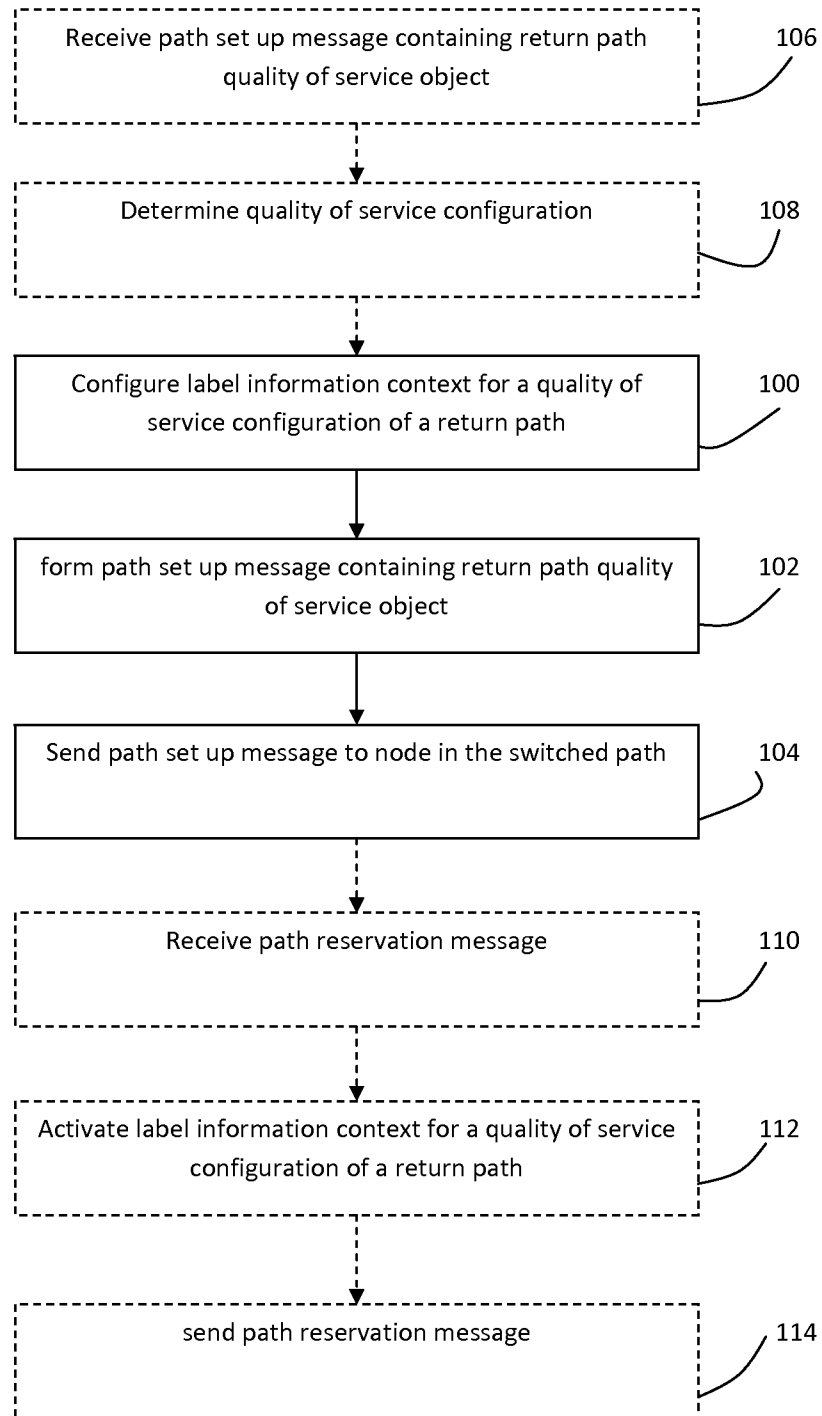 Receive path set up message containing return path
106
quality of service object
Determine quality of service configuration
108
Configure label information context for a quality of
100
service configuration of a return path
form path set up message containing return path quality
102
of service object
Send path set up message to node in the switched path
104
Receive path reservation message
110
Activate label information context for a quality of service
112
configuration of a return path
send path reservation message
114